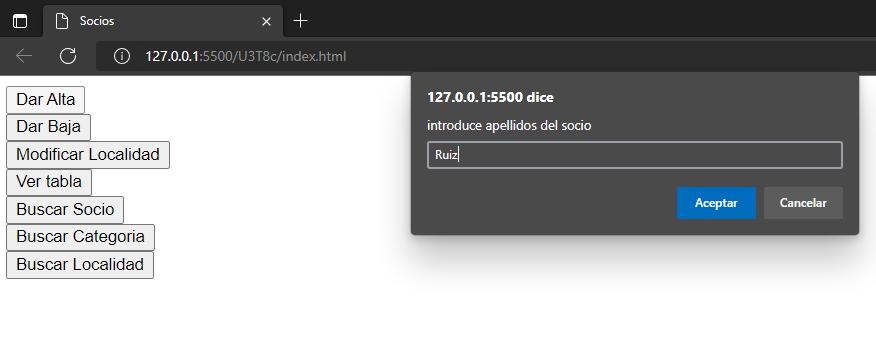 Socios
127.0.0.1:5500/U3T8c/index.html
127.0.0.1:5500 dice
introduce apellidos del socio
Ruiz
Aceptar Cancelar
Dar Alta
Dar Baja
Modificar Localidad
Ver tabla
Buscar Socio
Buscar Categoria
Buscar Localidad